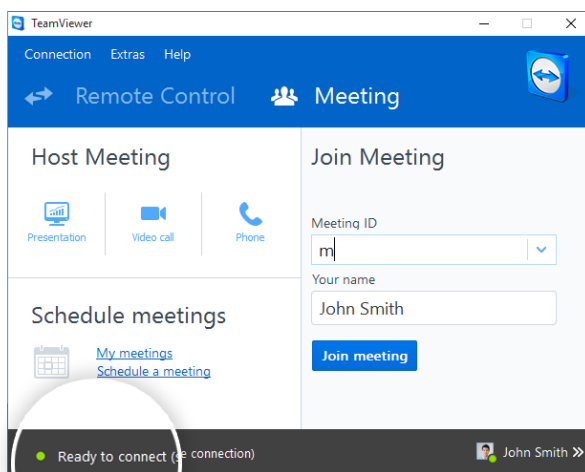 TeamViewer
Connection Extras Help
Remote Control Meeting
Host Meeting
Presentation Video call Phone
Schedule meetings
My meetings
Schedule a meeting
Join Meeting
Meeting ID
m
Your name
John Smith
Join meeting
Ready to connect (se connection)
John Smith